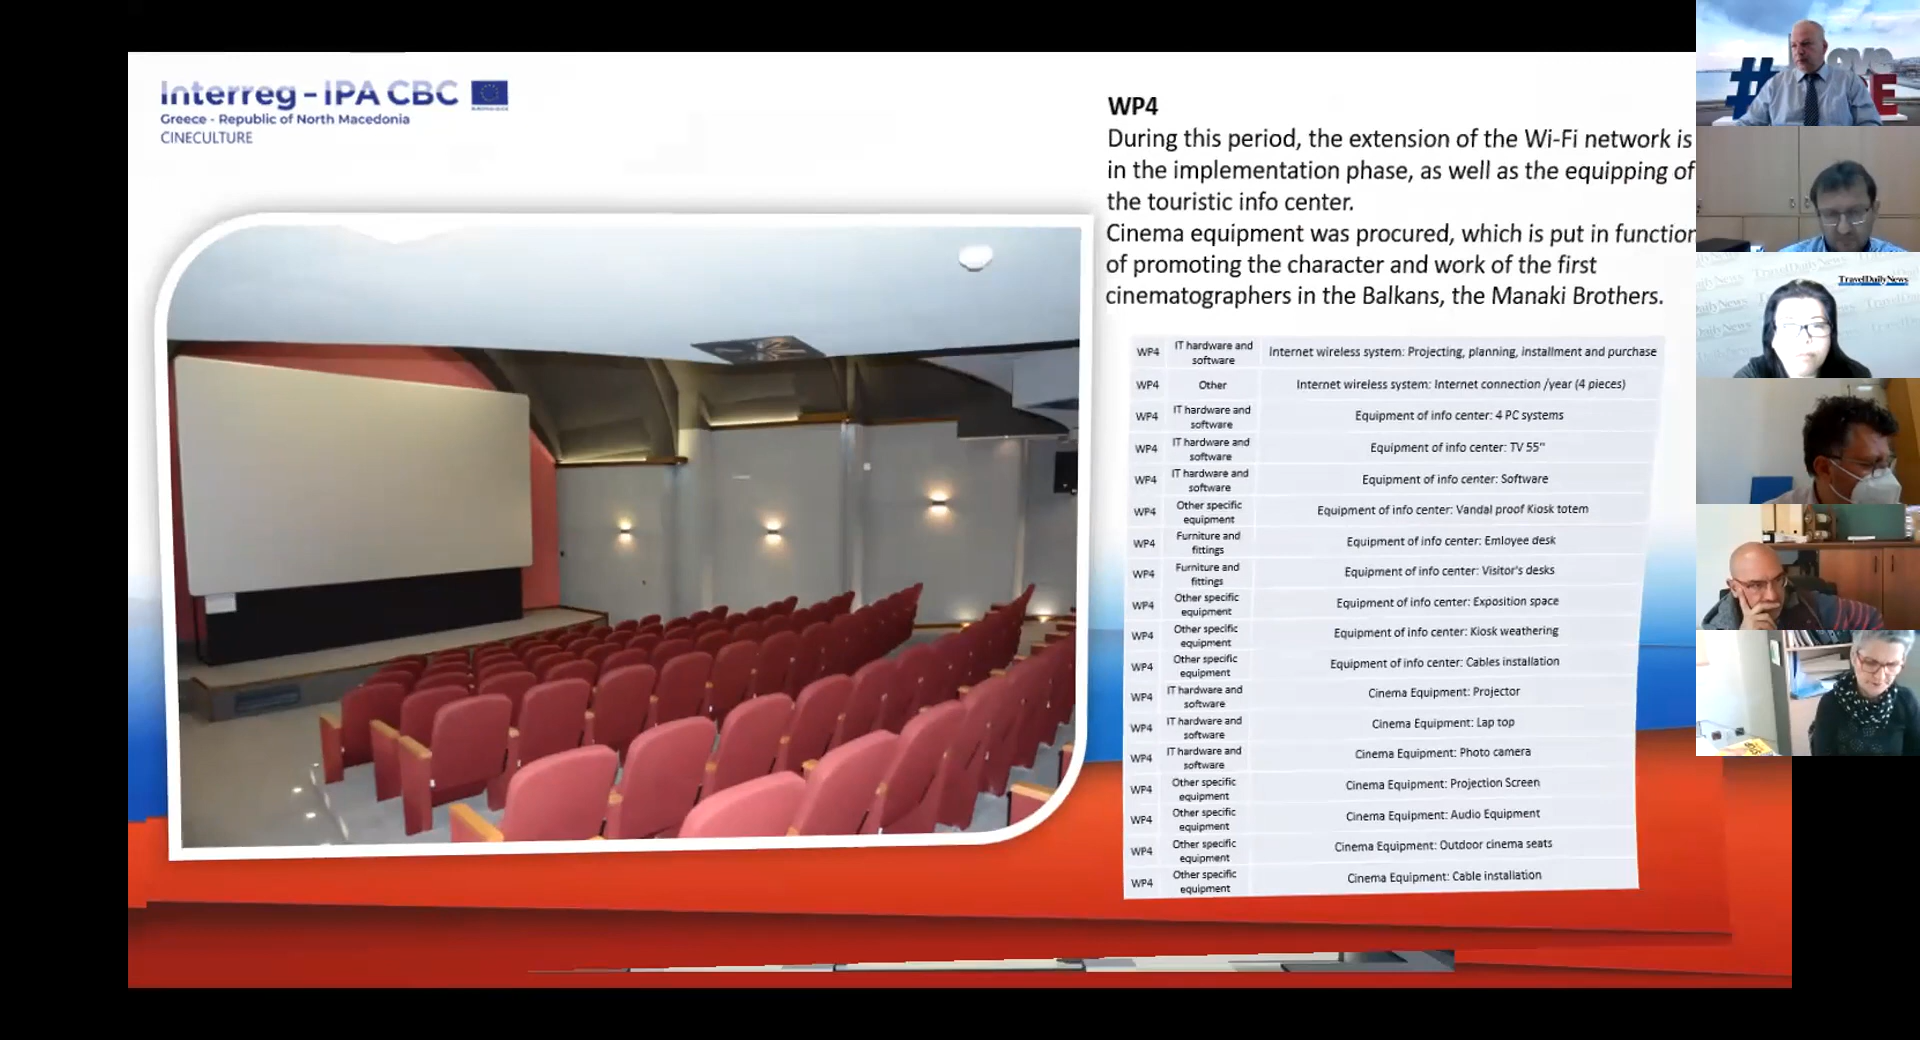 Interreg - IPA CBC
EUROPEAN UNION
Greece - Republic of North Macedonia
CINECULTURE
WP4
During this period, the extension of the Wi-Fi network is
in the implementation phase, as well as the equipping of
the touristic info center.
Cinema equipment was procured, which is put in function
of promoting the character and work of the first
cinematographers in the Balkans, the Manaki Brothers.
WP4 IT hardware and software Internet wireless system: Projecting, planning, installment and purchase
WP4 Other Internet wireless system: Internet connection /year (4 pieces)
WP4 IT hardware and software Equipment of info center: 4 PC systems
WP4 IT hardware and software Equipment of info center: TV 55"
WP4 IT hardware and software Equipment of info center: Software
WP4 Other specific equipment Equipment of info center: Vandal proof Kiosk totem
WP4 Furniture and fittings Equipment of info center: Emloyee desk
WP4 Furniture and fittings Equipment of info center: Visitor's desks
WP4 Other specific equipment Equipment of info center: Exposition space
WP4 Other specific equipment Equipment of info center: Kiosk weathering
WP4 Other specific equipment Equipment of info center: Cables installation
WP4 IT hardware and software Cinema Equipment: Projector
WP4 IT hardware and software Cinema Equipment: Lap top
WP4 IT hardware and software Cinema Equipment: Photo camera
WP4 Other specific equipment Cinema Equipment: Projection Screen
WP4 Other specific equipment Cinema Equipment: Audio Equipment
WP4 Other specific equipment Cinema Equipment: Outdoor cinema seats
WP4 Other specific equipment Cinema Equipment: Cable installation
TravelDailyNews